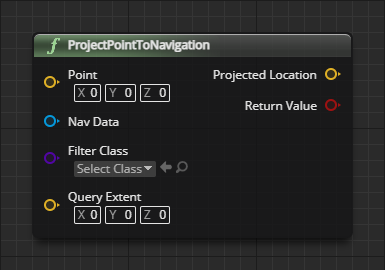 ƒ ProjectPointToNavigation
Point Projected Location
X 0 Y 0 Z 0
Return Value
Nav Data
Filter Class
Select Class
Query Extent
X 0 Y 0 Z 0